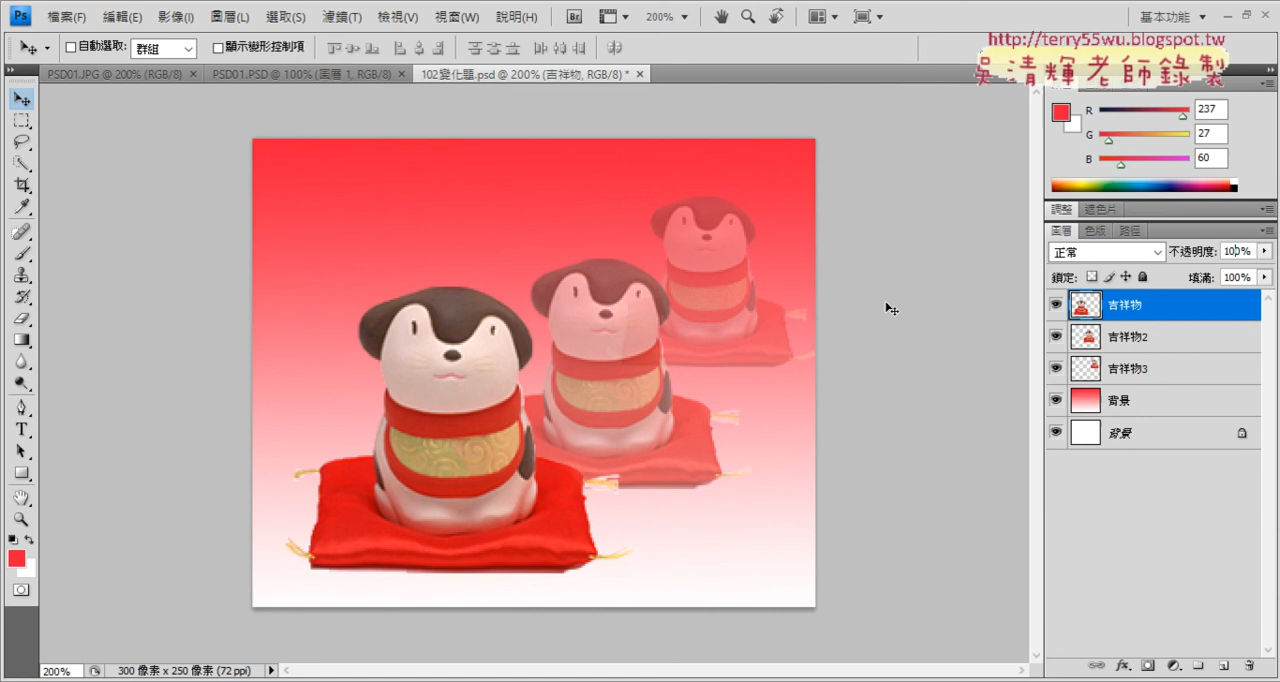 Ps 檔案(F) 編輯(E) 影像(I) 圖層(L) 選取(S) 濾鏡(T) 檢視(V) 視窗(W) 說明(H) Br 200% 基本功能
http://terry55wu.blogspot.tw
吳清輝老師錄製
自動選取: 群組 顯示變形控制項
PSD01.JPG @ 200% (RGB/8) × PSD01.PSD @ 100% (圖層 1, RGB/8) × 102變化題.psd @ 200% (吉祥物, RGB/8) * ×
R 237
G 27
B 60
調整 遮色片
圖層 色版 路徑
正常 不透明度: 100%
鎖定: 填滿: 100%
吉祥物
吉祥物2
吉祥物3
背景
背景
200% 300 像素 x 250 像素 (72 ppi)